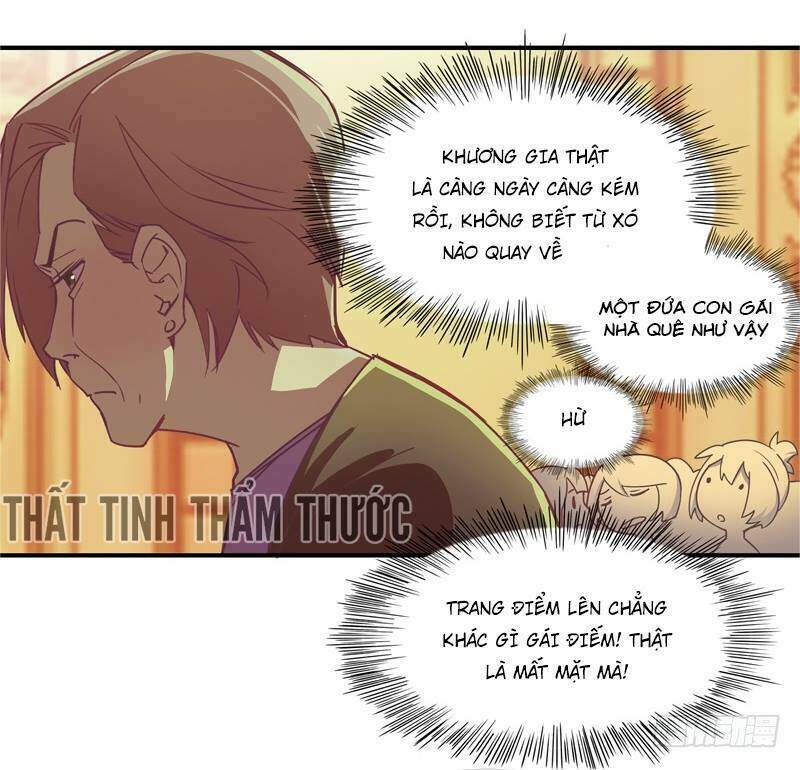 KHƯƠNG GIA THẬT
LÀ CÀNG NGÀY CÀNG KÉM
RỒI, KHÔNG BIẾT TỪ XÓ
NÀO QUAY VỀ
MỘT ĐỨA CON GÁI
NHÀ QUÊ NHƯ VẬY
HỪ
THẤT TINH THẨM THƯỚC
TRANG ĐIỂM LÊN CHẲNG
KHÁC GÌ GÁI ĐIẾM! THẬT
LÀ MẤT MẶT MÀ!